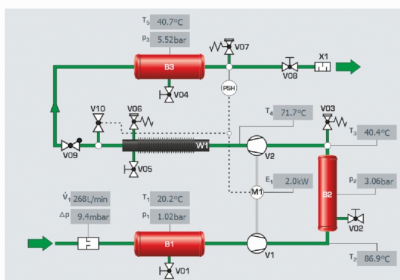 T₅ 40.7°C
p₃ 5.52bar
V07
B3
V08
X1
V04
PSH
V10
V06
T₄ 71.7°C
V03
V09
W1
V2
T₃ 40.4°C
V05
V̇₁ 268L/min
T₁ 20.2°C
E₁ 2.0kW
M1
B2
p₂ 3.06bar
Δp 9.4mbar
p₁ 1.02bar
V02
B1
V01
V1
T₂ 86.9°C